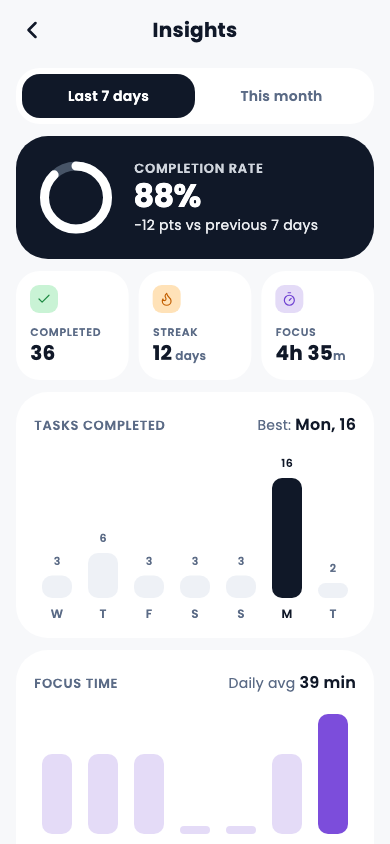 Insights
Last 7 days This month
COMPLETION RATE
88%
-12 pts vs previous 7 days
COMPLETED
36
STREAK
12 days
FOCUS
4h 35m
TASKS COMPLETED Best: Mon, 16
3 6 3 3 3 16 2
W T F S S M T
FOCUS TIME Daily avg 39 min